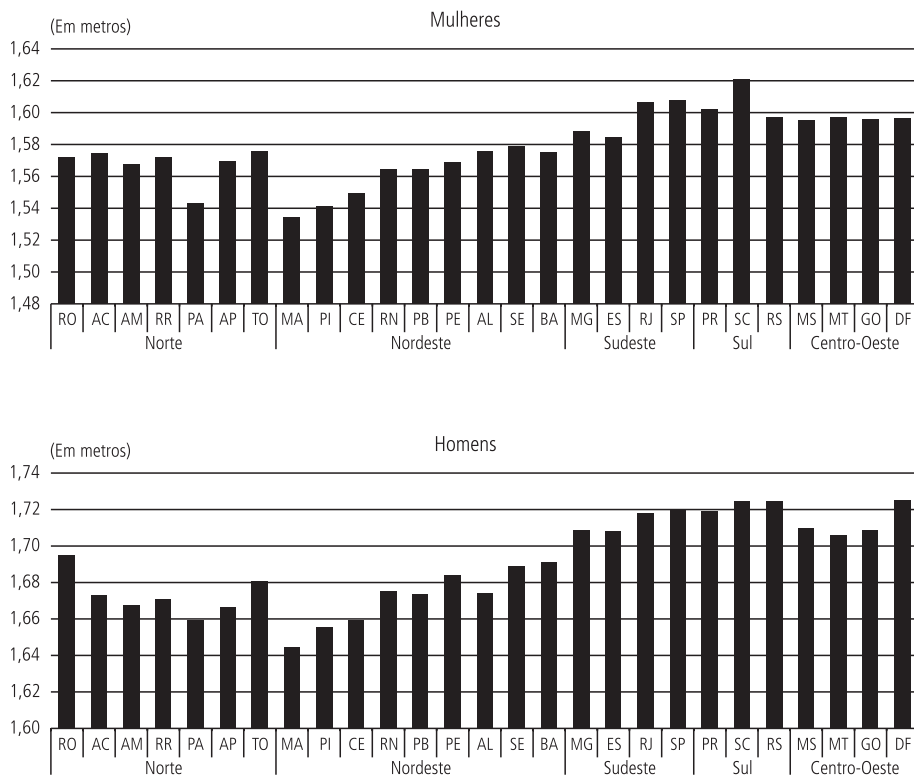 Mulheres
(Em metros)
1,64
1,62
1,60
1,58
1,56
1,54
1,52
1,50
1,48
RO AC AM RR PA AP TO MA PI CE RN PB PE AL SE BA MG ES RJ SP PR SC RS MS MT GO DF
Norte Nordeste Sudeste Sul Centro-Oeste
Homens
(Em metros)
1,74
1,72
1,70
1,68
1,66
1,64
1,62
1,60
RO AC AM RR PA AP TO MA PI CE RN PB PE AL SE BA MG ES RJ SP PR SC RS MS MT GO DF
Norte Nordeste Sudeste Sul Centro-Oeste